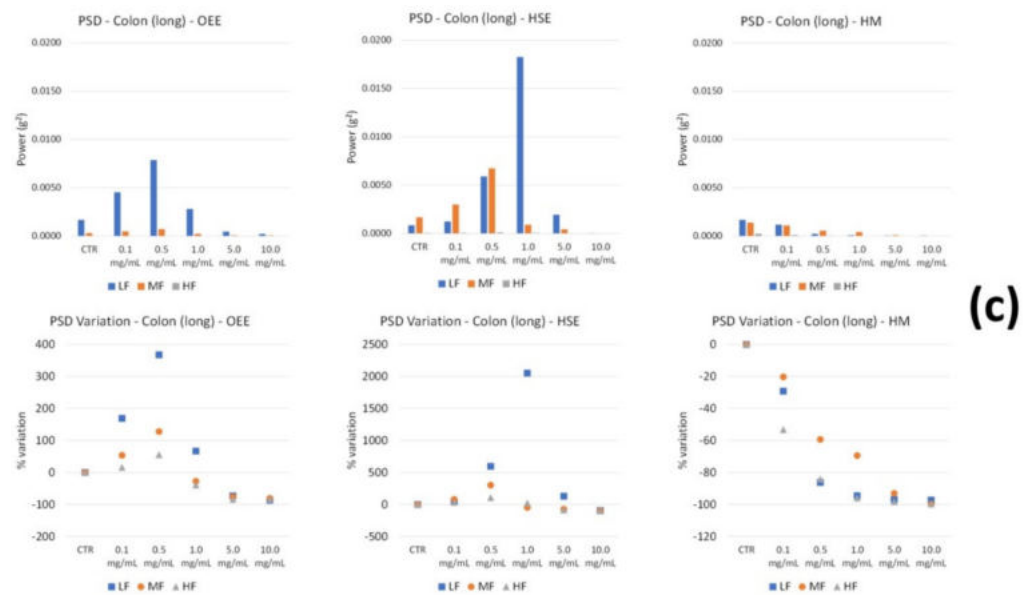 PSD - Colon (long) - OEE
0.0200
0.0150
0.0100
0.0050
0.0000
Power (g²)
CTR 0.1 0.5 1.0 5.0 10.0
mg/mL mg/mL mg/mL mg/mL mg/mL
LF MF HF
PSD - Colon (long) - HSE
0.0200
0.0150
0.0100
0.0050
0.0000
Power (g²)
CTR 0.1 0.5 1.0 5.0 10.0
mg/mL mg/mL mg/mL mg/mL mg/mL
LF MF HF
PSD - Colon (long) - HM
0.0200
0.0150
0.0100
0.0050
0.0000
Power (g²)
CTR 0.1 0.5 1.0 5.0 10.0
mg/mL mg/mL mg/mL mg/mL mg/mL
LF MF HF
(c)
PSD Variation - Colon (long) - OEE
400
300
200
100
0
-100
-200
% variation
CTR 0.1 0.5 1.0 5.0 10.0
mg/mL mg/mL mg/mL mg/mL mg/mL
LF MF HF
PSD Variation - Colon (long) - HSE
2500
2000
1500
1000
500
0
-500
% variation
CTR 0.1 0.5 1.0 5.0 10.0
mg/mL mg/mL mg/mL mg/mL mg/mL
LF MF HF
PSD Variation - Colon (long) - HM
0
-20
-40
-60
-80
-100
-120
% variation
CTR 0.1 0.5 1.0 5.0 10.0
mg/mL mg/mL mg/mL mg/mL mg/mL
LF MF HF